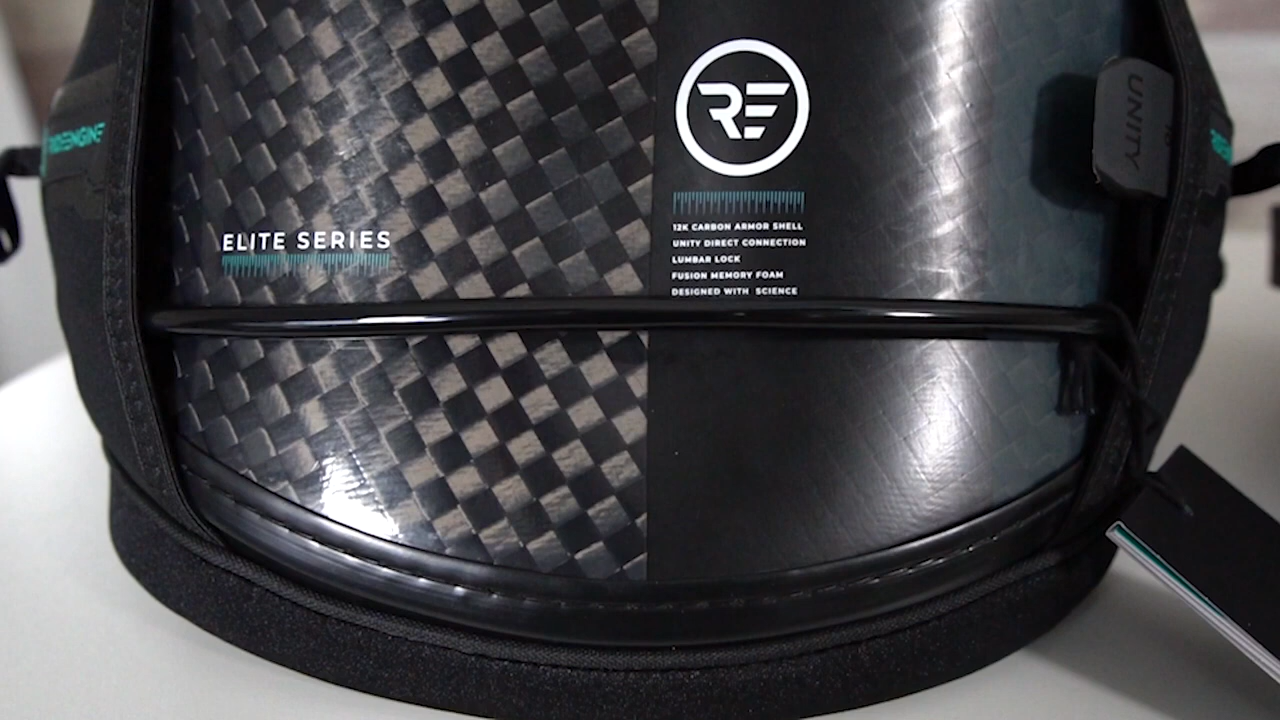 RIDEENGINE
RE
UNITY
ELITE SERIES
12K CARBON ARMOR SHELL
UNITY DIRECT CONNECTION
LUMBAR LOCK
FUSION MEMORY FOAM
DESIGNED WITH SCIENCE